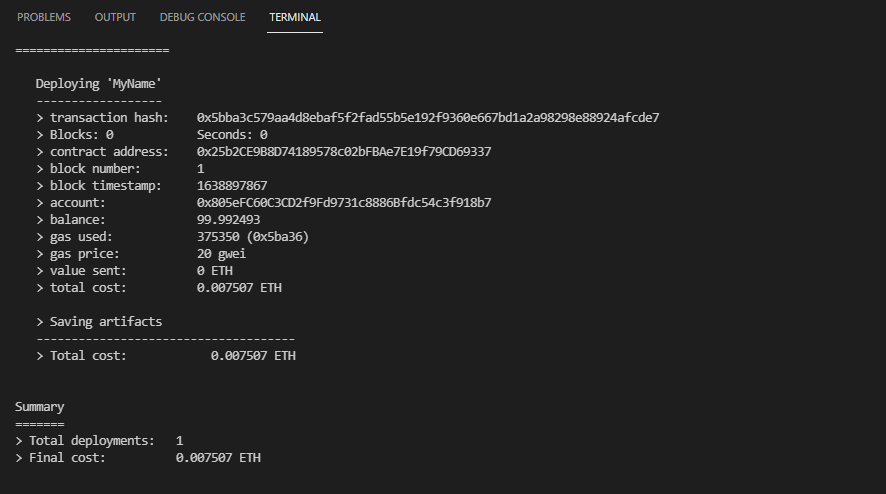 PROBLEMS OUTPUT DEBUG CONSOLE TERMINAL
======================
Deploying 'MyName'
------------------
> transaction hash: 0x5bba3c579aa4d8ebaf5f2fad55b5e192f9360e667bd1a2a98298e88924afcde7
> Blocks: 0 Seconds: 0
> contract address: 0x25b2CE9B8D74189578c02bFBAe7E19f79CD69337
> block number: 1
> block timestamp: 1638897867
> account: 0x805eFC60C3CD2f9Fd9731c8886Bfdc54c3f918b7
> balance: 99.992493
> gas used: 375350 (0x5ba36)
> gas price: 20 gwei
> value sent: 0 ETH
> total cost: 0.007507 ETH
> Saving artifacts
-------------------------------------
> Total cost: 0.007507 ETH
Summary
=======
> Total deployments: 1
> Final cost: 0.007507 ETH